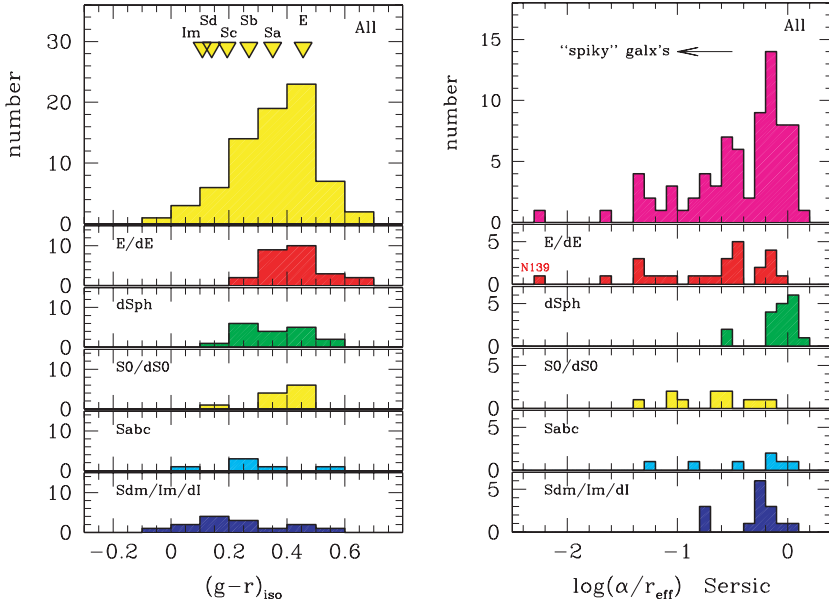 Sd Sb E All
Im Sc Sa
30
20
10
0
number
E/dE
10
0
dSph
10
0
S0/dS0
10
0
Sabc
10
0
Sdm/Im/dI
10
0
−0.2 0 0.2 0.4 0.6
(g−r)iso
All
"spiky" galx's
15
10
5
0
number
E/dE
N139
5
0
dSph
5
0
S0/dS0
5
0
Sabc
5
0
Sdm/Im/dI
5
0
−2 −1 0
log(α/reff) Sersic